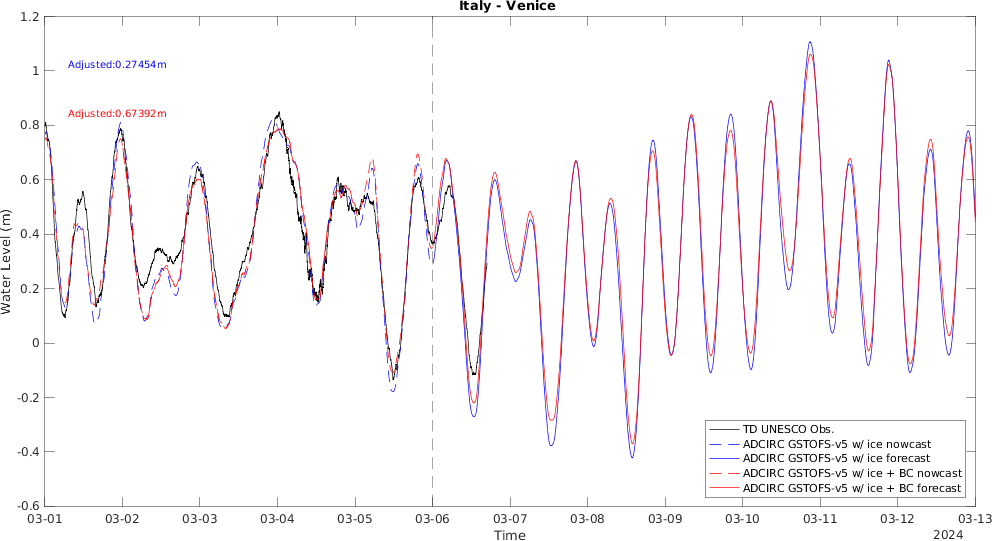 Italy - Venice
Water Level (m)
1.2
1
0.8
0.6
0.4
0.2
0
-0.2
-0.4
-0.6
Adjusted:0.27454m
Adjusted:0.67392m
TD UNESCO Obs.
ADCIRC GSTOFS-v5 w/ ice nowcast
ADCIRC GSTOFS-v5 w/ ice forecast
ADCIRC GSTOFS-v5 w/ ice + BC nowcast
ADCIRC GSTOFS-v5 w/ ice + BC forecast
03-01 03-02 03-03 03-04 03-05 03-06 03-07 03-08 03-09 03-10 03-11 03-12 03-13
Time
2024